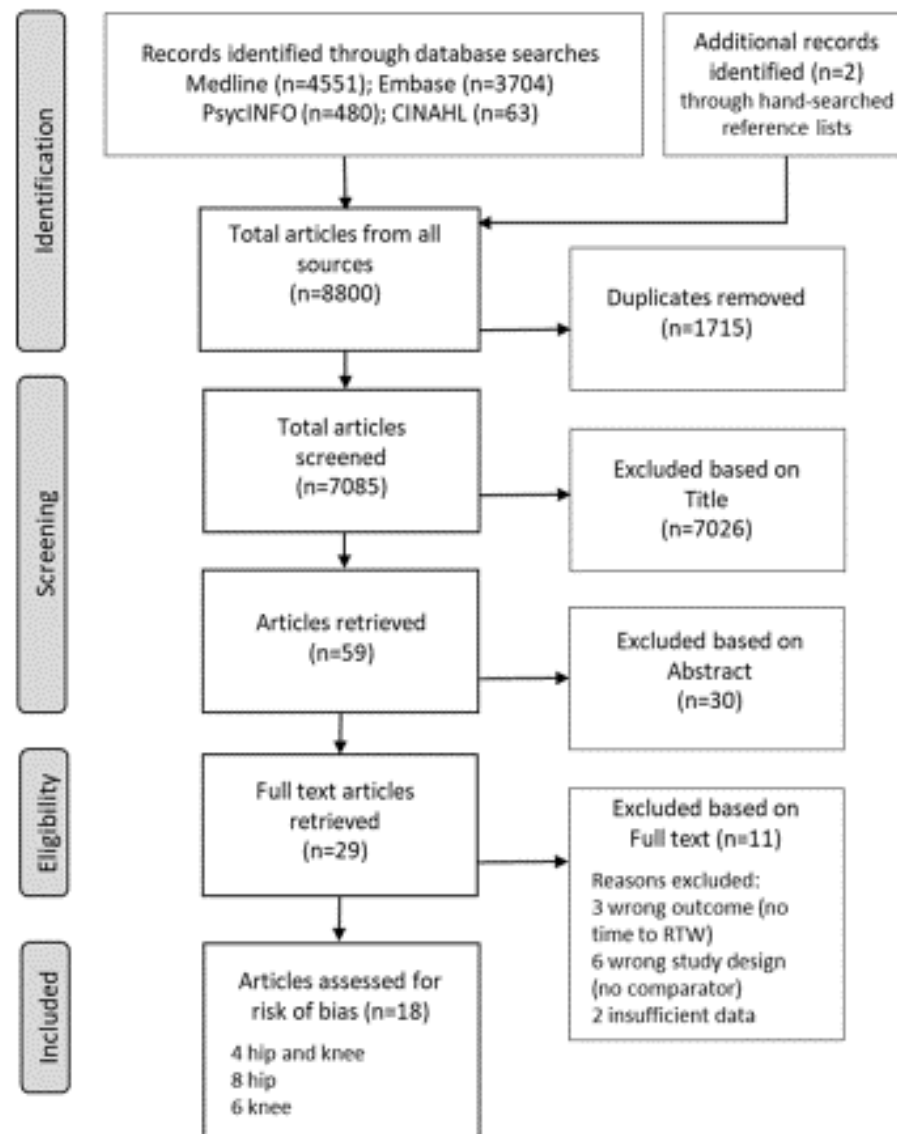 Identification
Records identified through database searches
Medline (n=4551); Embase (n=3704)
PsycINFO (n=480); CINAHL (n=63)
Additional records
identified (n=2)
through hand-searched
reference lists
Total articles from all
sources
(n=8800)
Duplicates removed
(n=1715)
Screening
Total articles
screened
(n=7085)
Excluded based on
Title
(n=7026)
Articles retrieved
(n=59)
Excluded based on
Abstract
(n=30)
Eligibility
Full text articles
retrieved
(n=29)
Excluded based on
Full text (n=11)
Reasons excluded:
3 wrong outcome (no
time to RTW)
6 wrong study design
(no comparator)
2 insufficient data
Included
Articles assessed for
risk of bias (n=18)
4 hip and knee
8 hip
6 knee